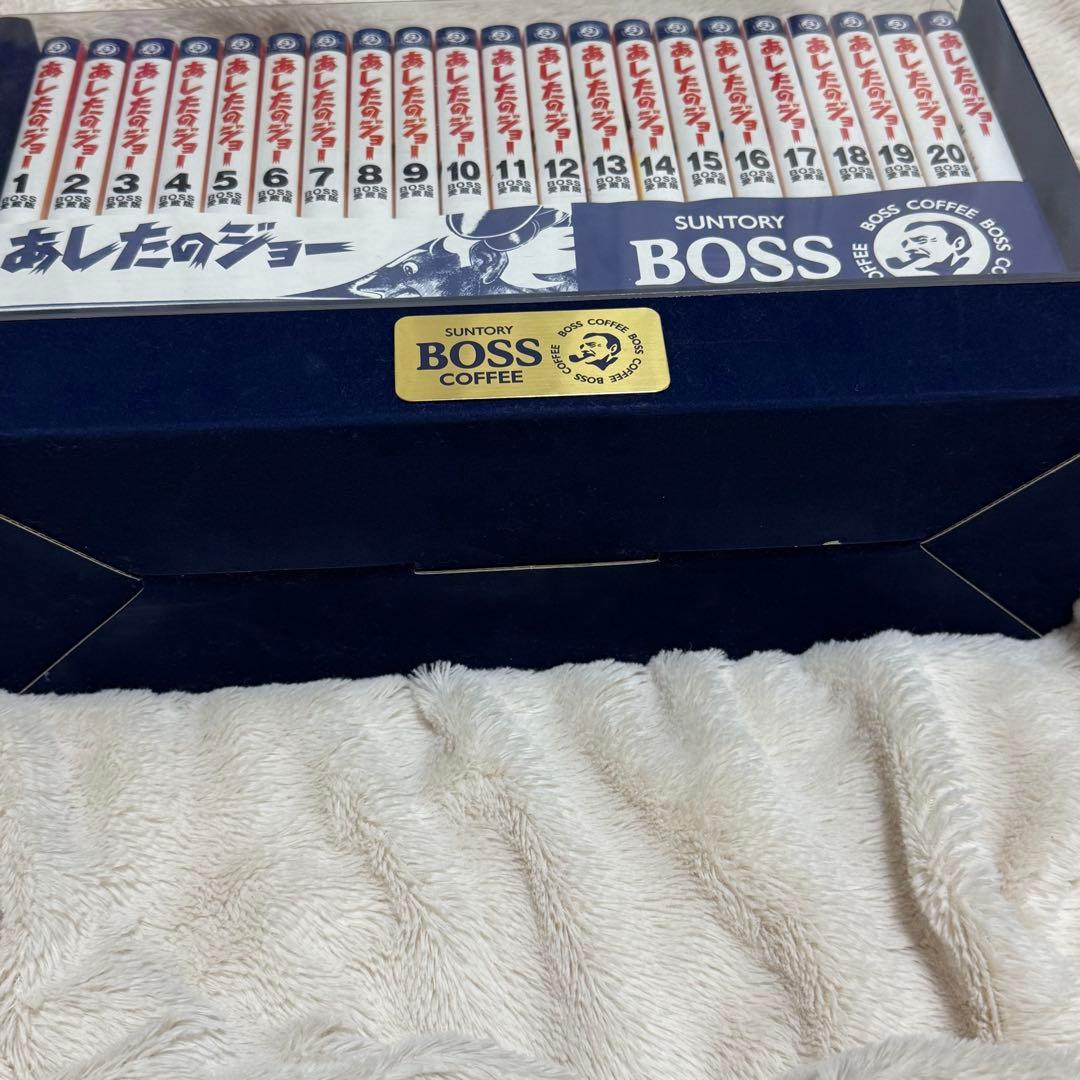 あしたのジョー 1 BOSS 愛蔵版
あしたのジョー 2 BOSS 愛蔵版
あしたのジョー 3 BOSS 愛蔵版
あしたのジョー 4 BOSS 愛蔵版
あしたのジョー 5 BOSS 愛蔵版
あしたのジョー 6 BOSS 愛蔵版
あしたのジョー 7 BOSS 愛蔵版
あしたのジョー 8 BOSS 愛蔵版
あしたのジョー 9 BOSS 愛蔵版
あしたのジョー 10 BOSS 愛蔵版
あしたのジョー 11 BOSS 愛蔵版
あしたのジョー 12 BOSS 愛蔵版
あしたのジョー 13 BOSS 愛蔵版
あしたのジョー 14 BOSS 愛蔵版
あしたのジョー 15 BOSS 愛蔵版
あしたのジョー 16 BOSS 愛蔵版
あしたのジョー 17 BOSS 愛蔵版
あしたのジョー 18 BOSS 愛蔵版
あしたのジョー 19 BOSS 愛蔵版
あしたのジョー 20 BOSS 愛蔵版
あしたのジョー
あしたのジョー
SUNTORY
BOSS
BOSS COFFEE BOSS COFFEE
SUNTORY
BOSS
COFFEE
BOSS COFFEE BOSS COFFEE BOSS COFFEE